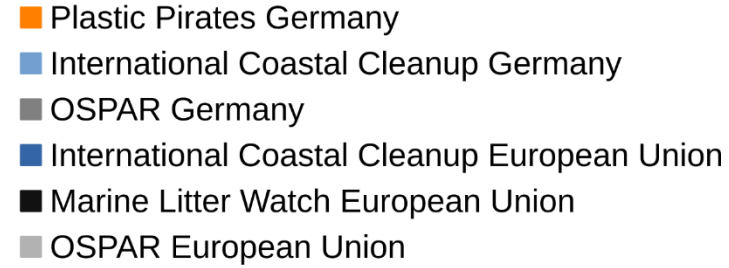 Plastic Pirates Germany
International Coastal Cleanup Germany
OSPAR Germany
International Coastal Cleanup European Union
Marine Litter Watch European Union
OSPAR European Union